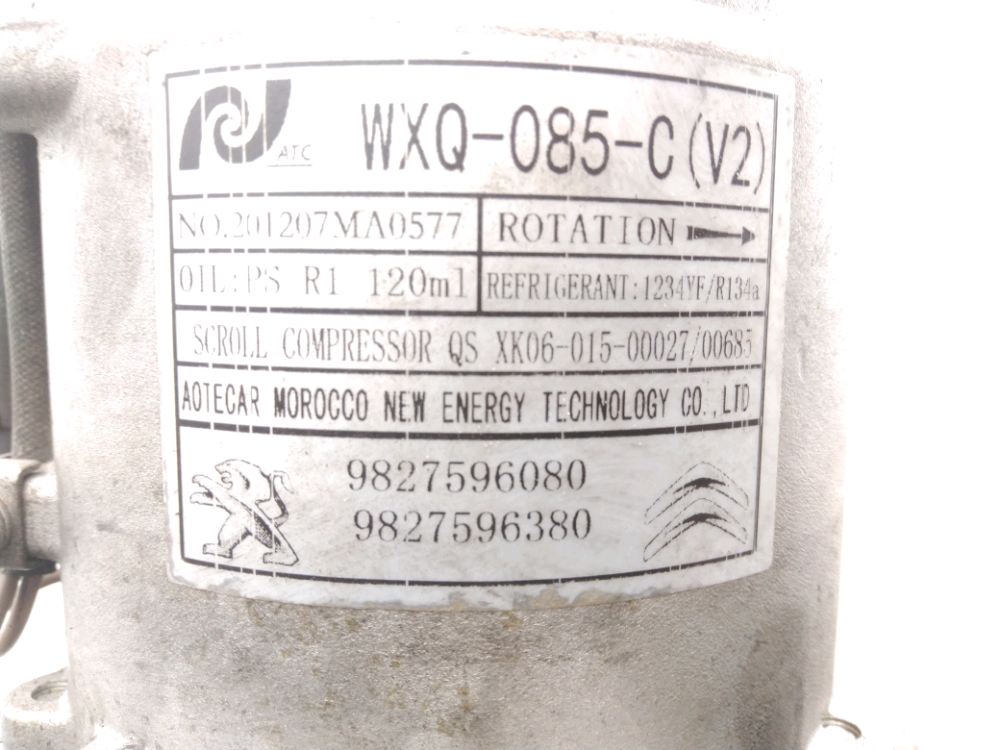 ATC
WXQ-085-C(V2)
NO.201207MA0577
ROTATION
OIL:PS R1 120ml
REFRIGERANT:1234YF/R134a
SCROLL COMPRESSOR QS XK06-015-00027/00685
AOTECAR MOROCCO NEW ENERGY TECHNOLOGY CO.,LTD
9827596080
9827596380